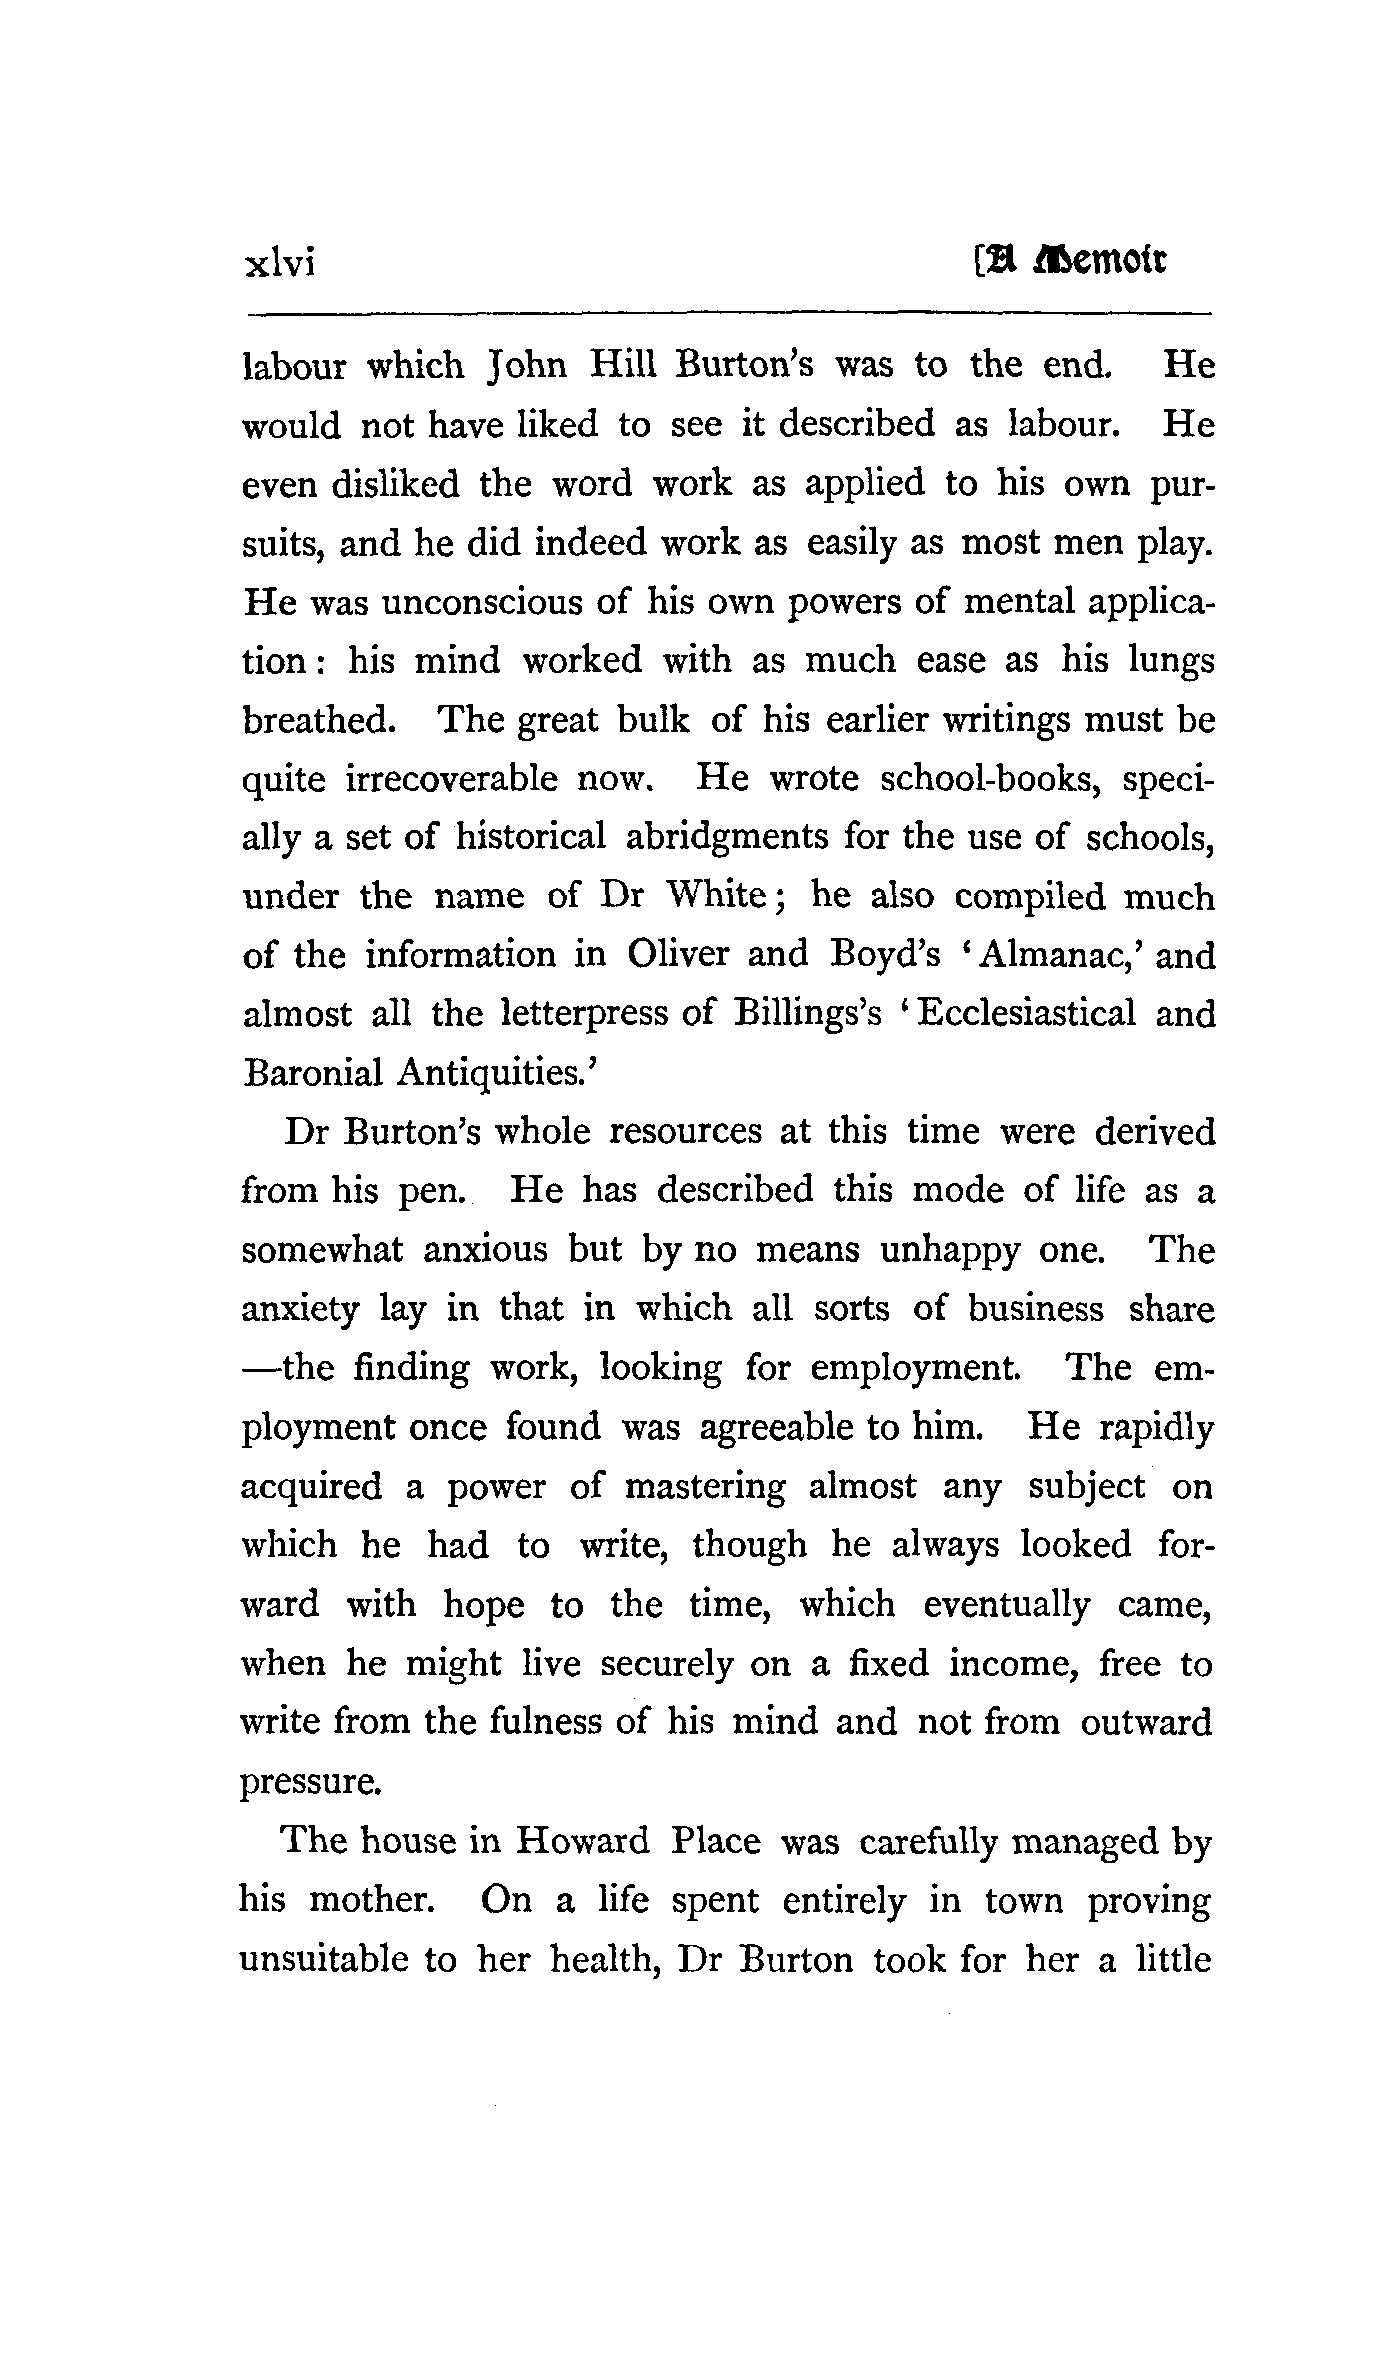 xlvi [A Memoir
labour which John Hill Burton's was to the end. He
would not have liked to see it described as labour. He
even disliked the word work as applied to his own pur-
suits, and he did indeed work as easily as most men play.
He was unconscious of his own powers of mental applica-
tion : his mind worked with as much ease as his lungs
breathed. The great bulk of his earlier writings must be
quite irrecoverable now. He wrote school-books, speci-
ally a set of historical abridgments for the use of schools,
under the name of Dr White ; he also compiled much
of the information in Oliver and Boyd's ‘Almanac,’ and
almost all the letterpress of Billings's ‘Ecclesiastical and
Baronial Antiquities.’
Dr Burton's whole resources at this time were derived
from his pen. He has described this mode of life as a
somewhat anxious but by no means unhappy one. The
anxiety lay in that in which all sorts of business share
—the finding work, looking for employment. The em-
ployment once found was agreeable to him. He rapidly
acquired a power of mastering almost any subject on
which he had to write, though he always looked for-
ward with hope to the time, which eventually came,
when he might live securely on a fixed income, free to
write from the fulness of his mind and not from outward
pressure.
The house in Howard Place was carefully managed by
his mother. On a life spent entirely in town proving
unsuitable to her health, Dr Burton took for her a little